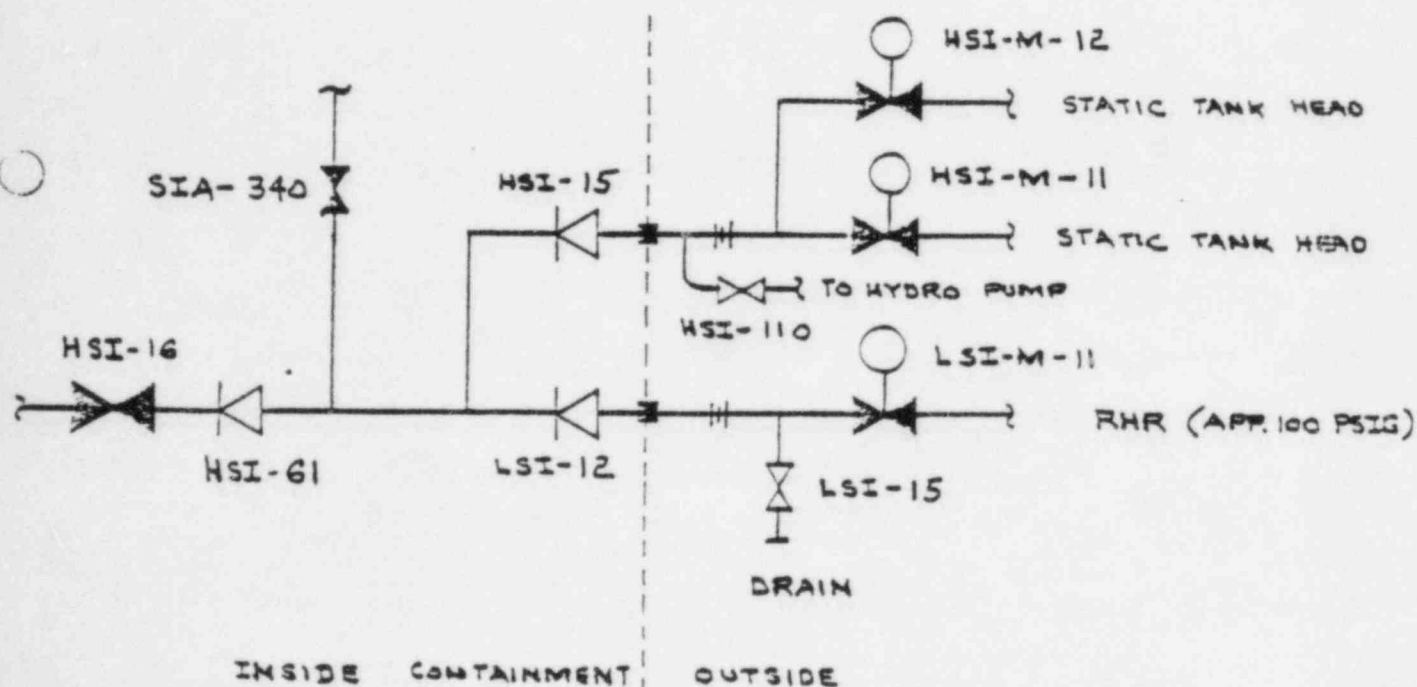 HSI-M-12
STATIC TANK HEAD
SIA-340
HSI-15
HSI-M-11
STATIC TANK HEAD
TO HYDRO PUMP
HSI-110
HSI-16
LSI-M-11
RHR (APP. 100 PSIG)
HSI-61
LSI-12
LSI-15
DRAIN
INSIDE CONTAINMENT
OUTSIDE